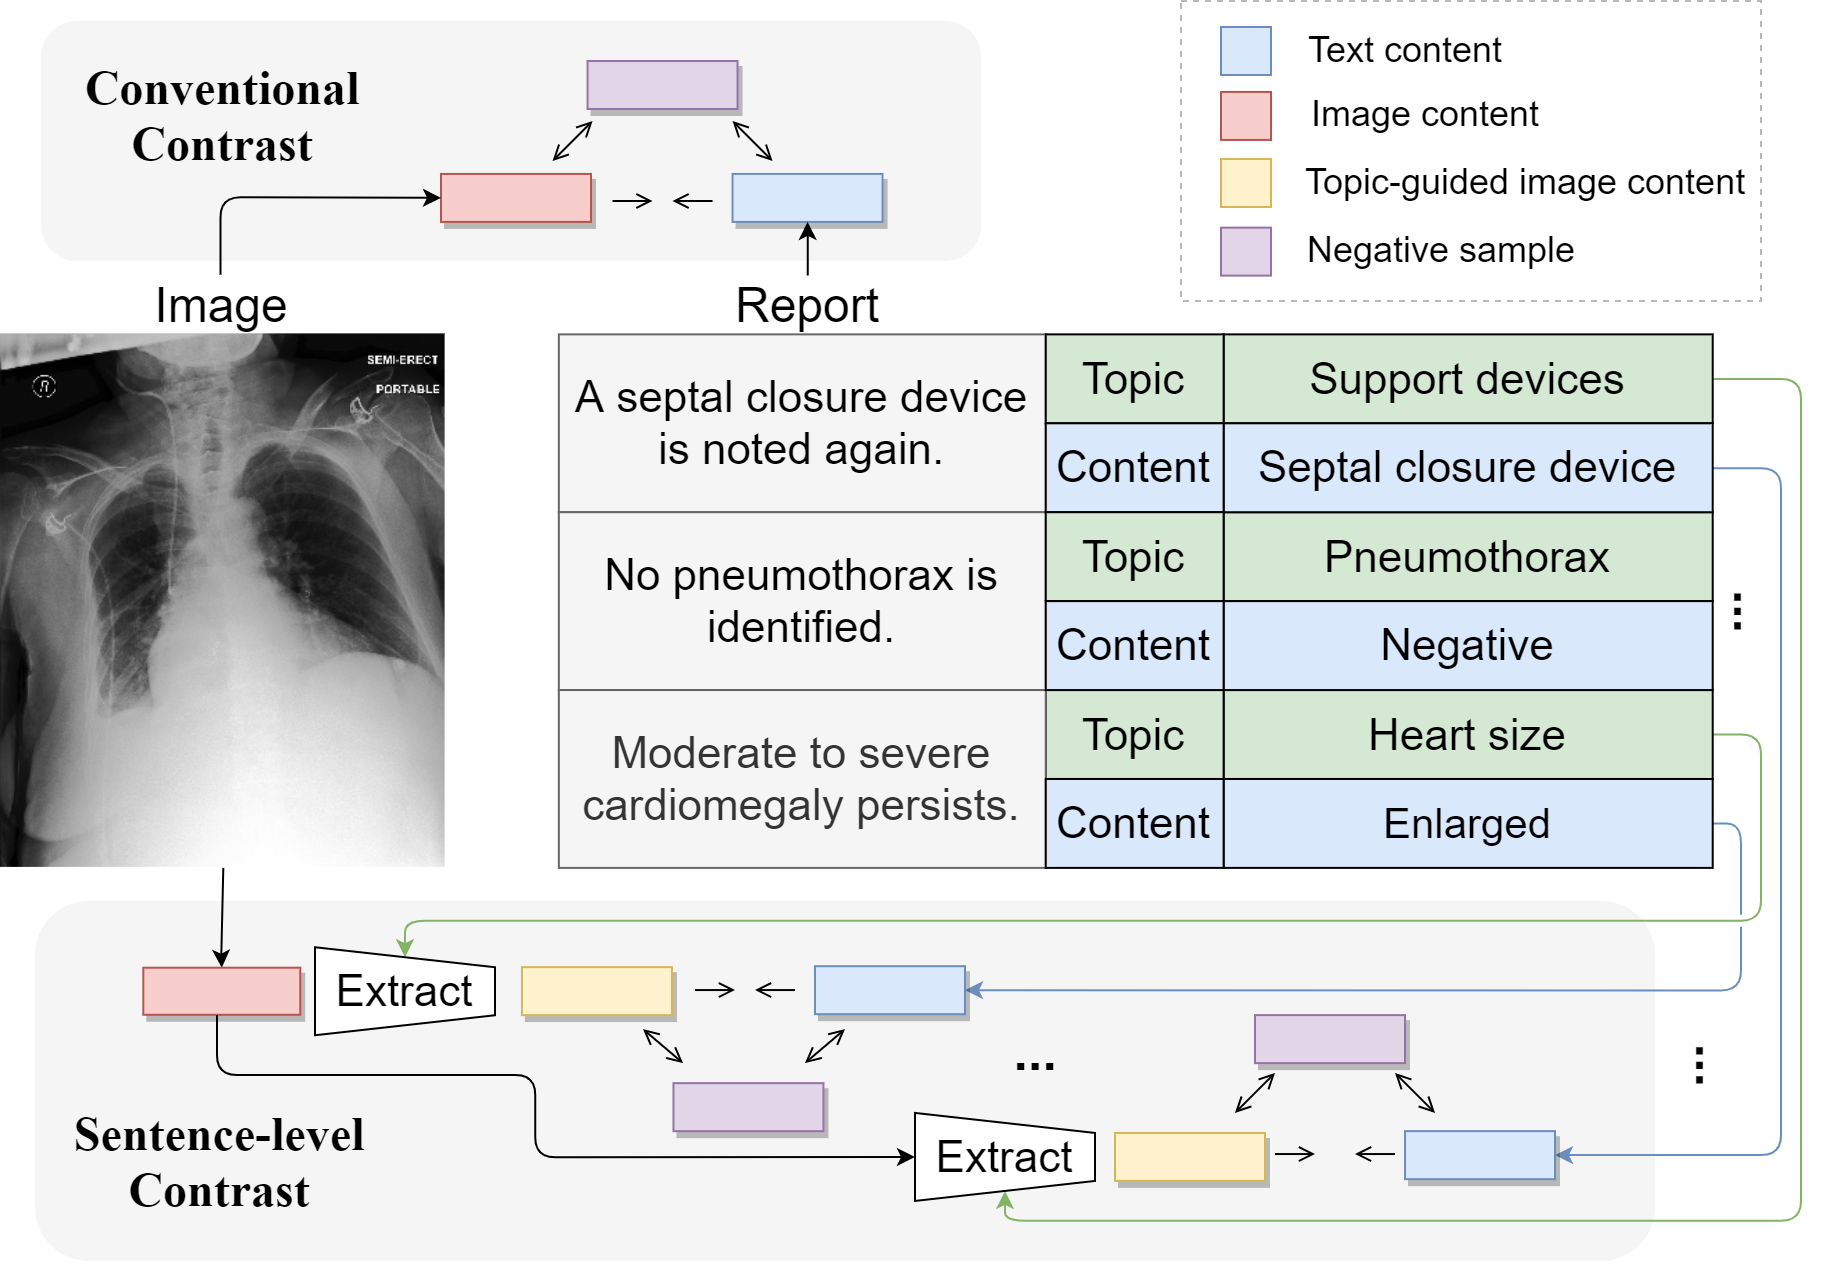 Conventional
Contrast
Text content
Image content
Topic-guided image content
Negative sample
Image
Report
SEMI-ERECT
PORTABLE
R
A septal closure device
is noted again.
Topic
Support devices
Content
Septal closure device
No pneumothorax is
identified.
Topic
Pneumothorax
Content
Negative
Moderate to severe
cardiomegaly persists.
Topic
Heart size
Content
Enlarged
Extract
...
Extract
Sentence-level
Contrast